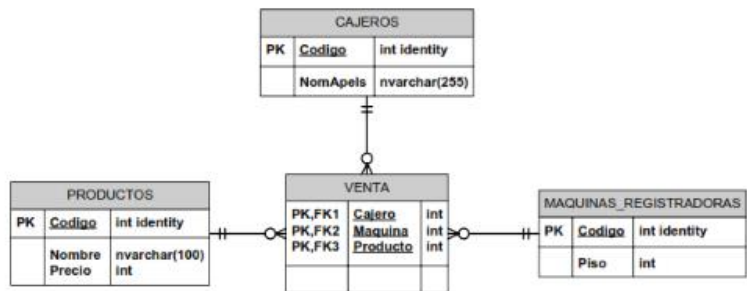 CAJEROS
PK Codigo int identity
NomApels nvarchar(255)
PRODUCTOS
PK Codigo int identity
Nombre nvarchar(100)
Precio int
VENTA
PK,FK1 Cajero int
PK,FK2 Maquina int
PK,FK3 Producto int
MAQUINAS_REGISTRADORAS
PK Codigo int identity
Piso int